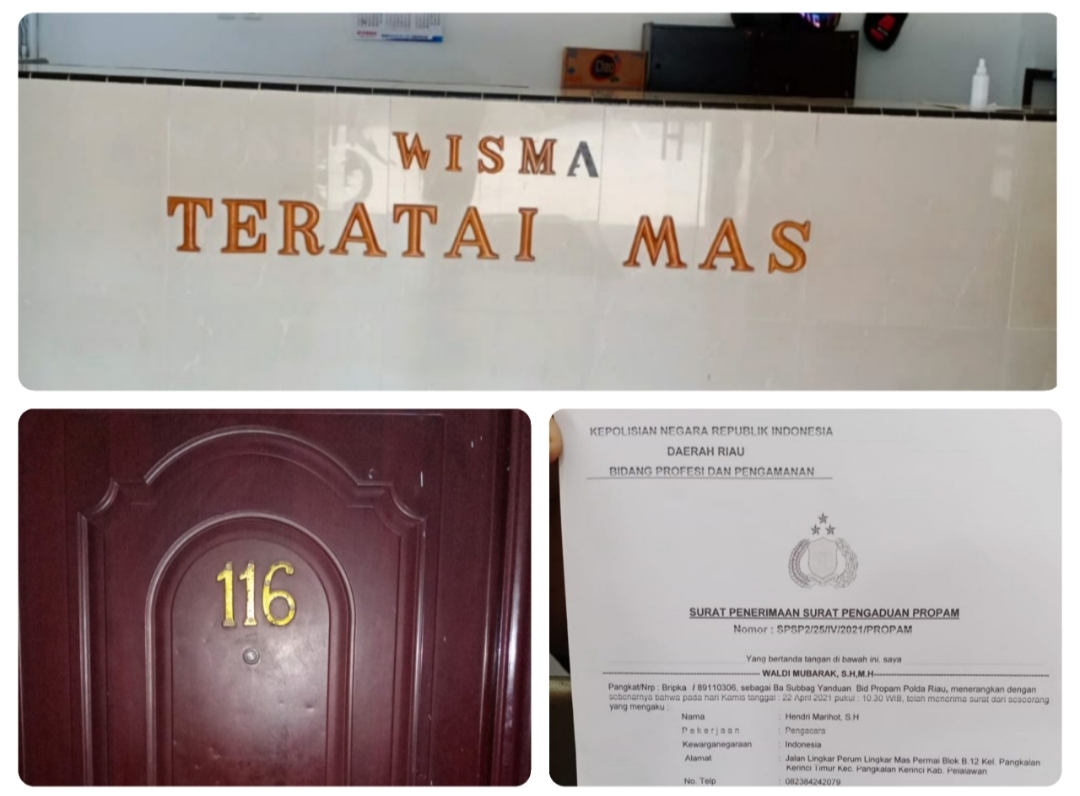 WISMA
TERATAI MAS
116
KEPOLISIAN NEGARA REPUBLIK INDONESIA
DAERAH RIAU
BIDANG PROFESI DAN PENGAMANAN
SURAT PENERIMAAN SURAT PENGADUAN PROPAM
Nomor : SPSP2/25/IV/2021/PROPAM
Yang bertanda tangan di bawah ini, saya
WALDI MUBARAK, S.H,M.H
Pangkat/Nrp : Bripka / 89110306, sebagai Ba Subbag Yanduan Bid Propam Polda Riau, menerangkan dengan
sebenarnya bahwa pada hari Kamis tanggal : 22 April 2021 pukul : 10.30 WIB, telah menerima surat dari seseorang
yang mengaku :
Nama : Hendri Marihot, S.H
Pekerjaan : Pengacara
Kewarganegaraan : Indonesia
Alamat : Jalan Lingkar Perum Lingkar Mas Permai Blok B.12 Kel. Pangkalan
Kerinci Timur Kec. Pangkalan Kerinci Kab. Pelalawan
No. Telp : 082384242079